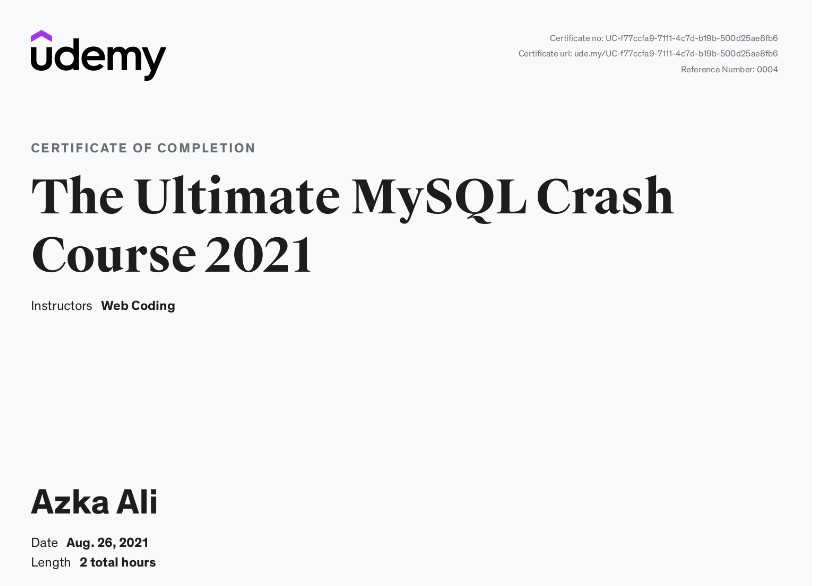 udemy
Certificate no: UC-f77ccfa9-7111-4c7d-b19b-500d25ae8fb6
Certificate url: ude.my/UC-f77ccfa9-7111-4c7d-b19b-500d25ae8fb6
Reference Number: 0004
CERTIFICATE OF COMPLETION
The Ultimate MySQL Crash
Course 2021
Instructors Web Coding
Azka Ali
Date Aug. 26, 2021
Length 2 total hours